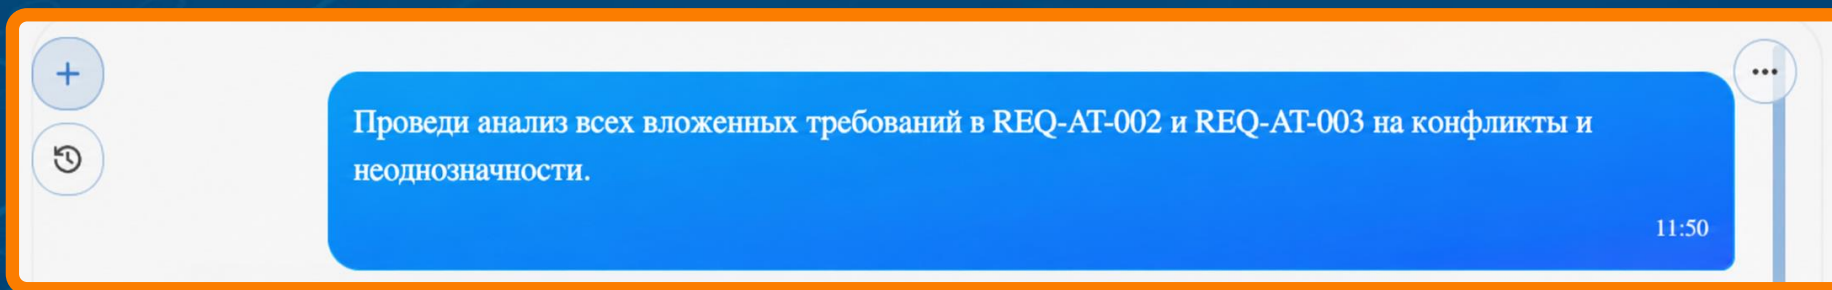 Проведи анализ всех вложенных требований в REQ-AT-002 и REQ-AT-003 на конфликты и
неоднозначности.
11:50